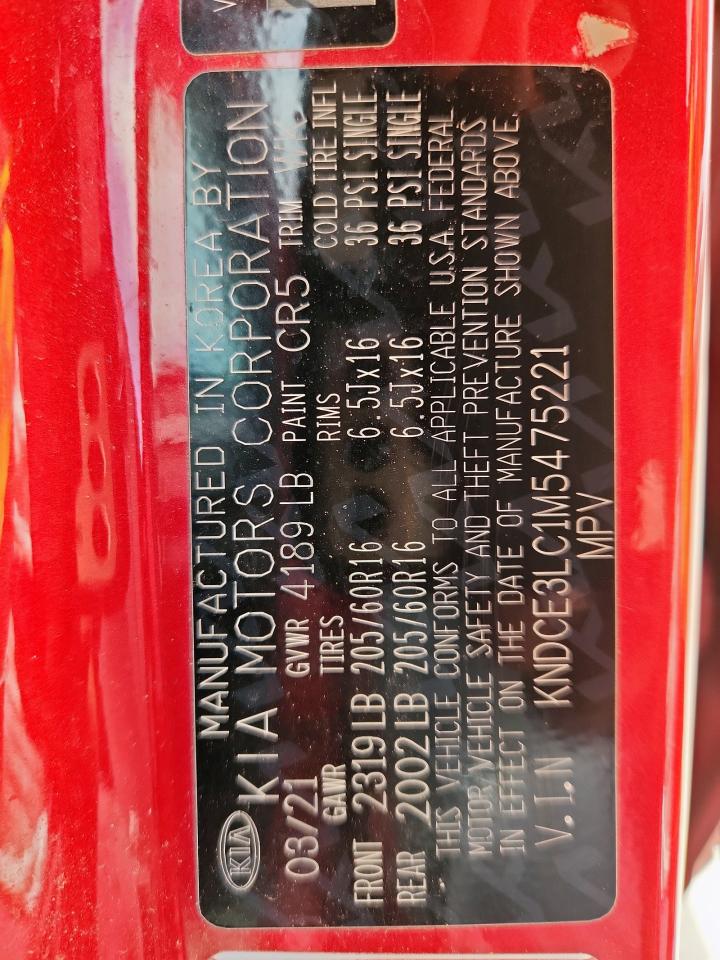 KIA
MANUFACTURED IN KOREA BY
KIA MOTORS CORPORATION
03/21 GVWR 4189 LB PAINT CR5 TRIM WK
GAWR TIRES RIMS COLD TIRE INFL
FRONT 2319 LB 205/60R16 6.5Jx16 36 PSI SINGLE
REAR 2002 LB 205/60R16 6.5Jx16 36 PSI SINGLE
THIS VEHICLE CONFORMS TO ALL APPLICABLE U.S.A. FEDERAL
MOTOR VEHICLE SAFETY AND THEFT PREVENTION STANDARDS
IN EFFECT ON THE DATE OF MANUFACTURE SHOWN ABOVE.
V.I.N KNDCE3LC1M5475221
MPV